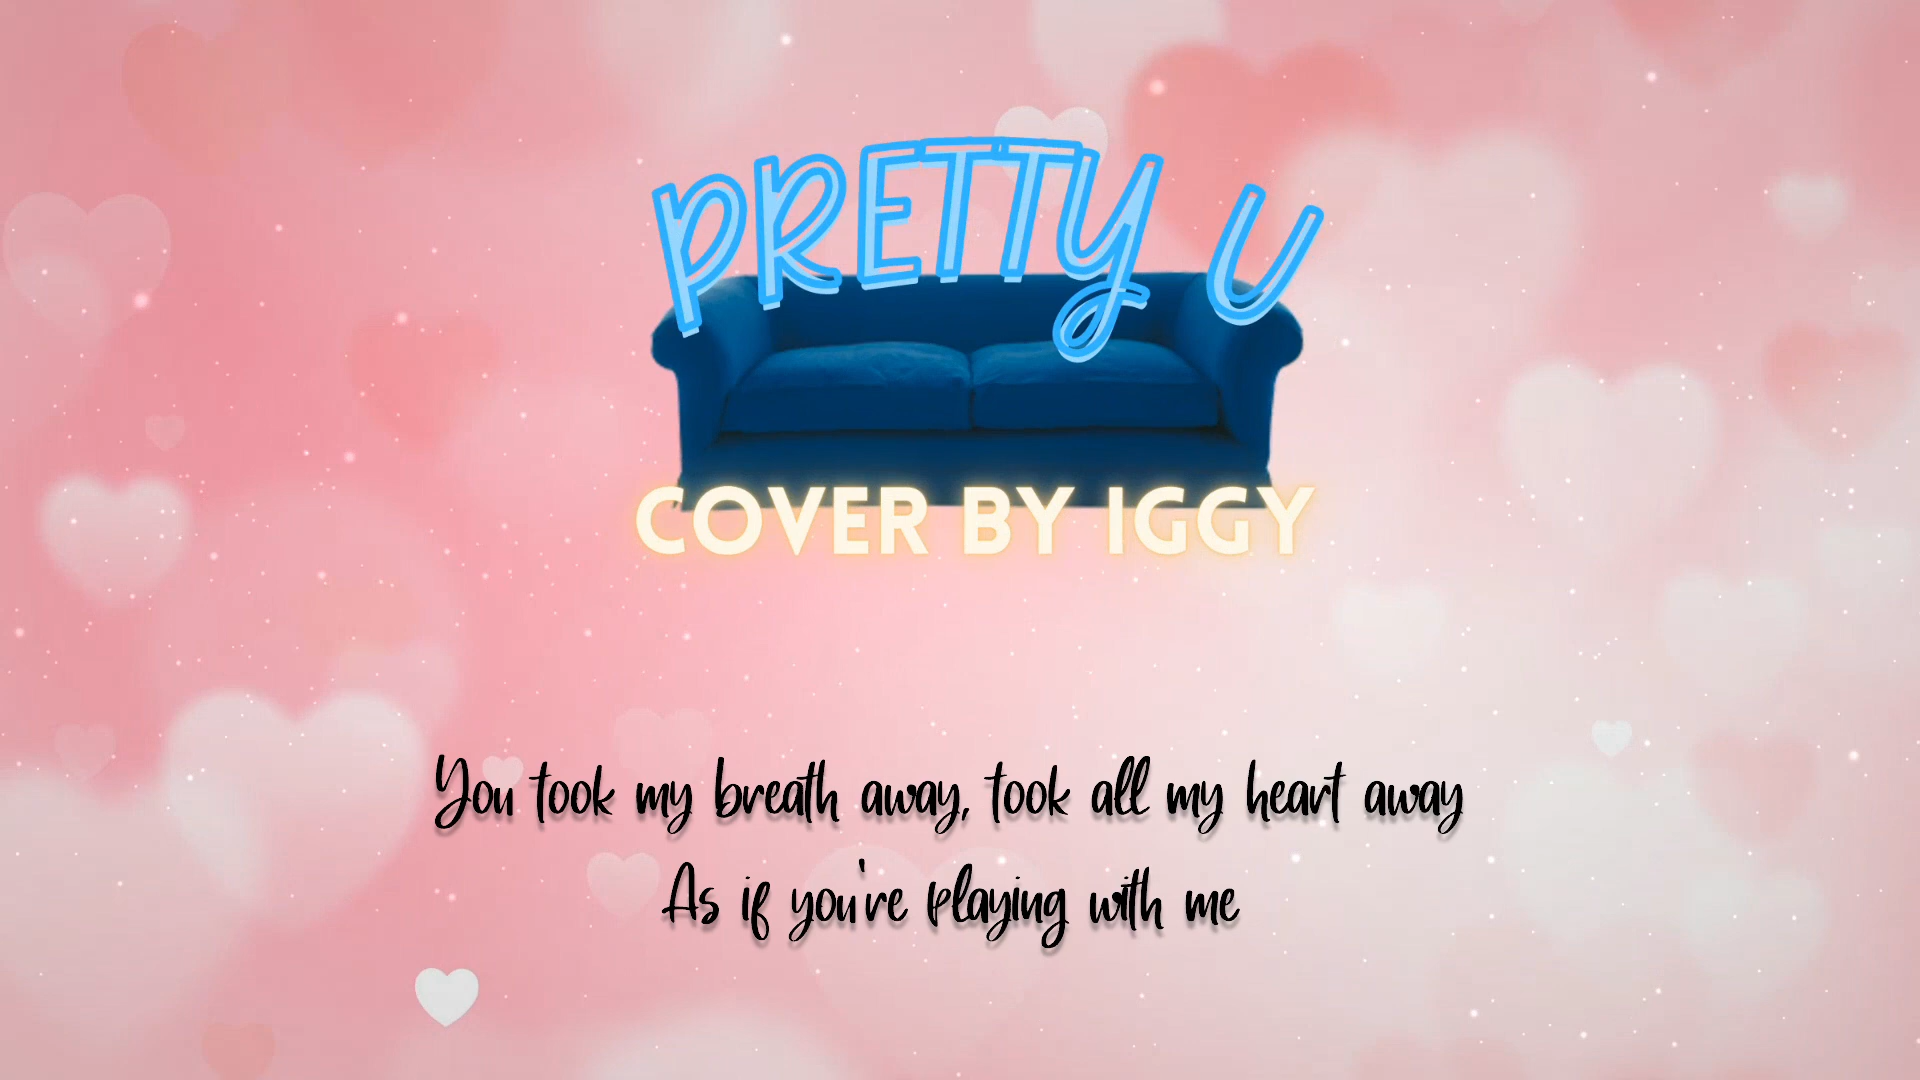 PRETTY U
COVER BY IGGY
You took my breath away, took all my heart away
As if you're playing with me